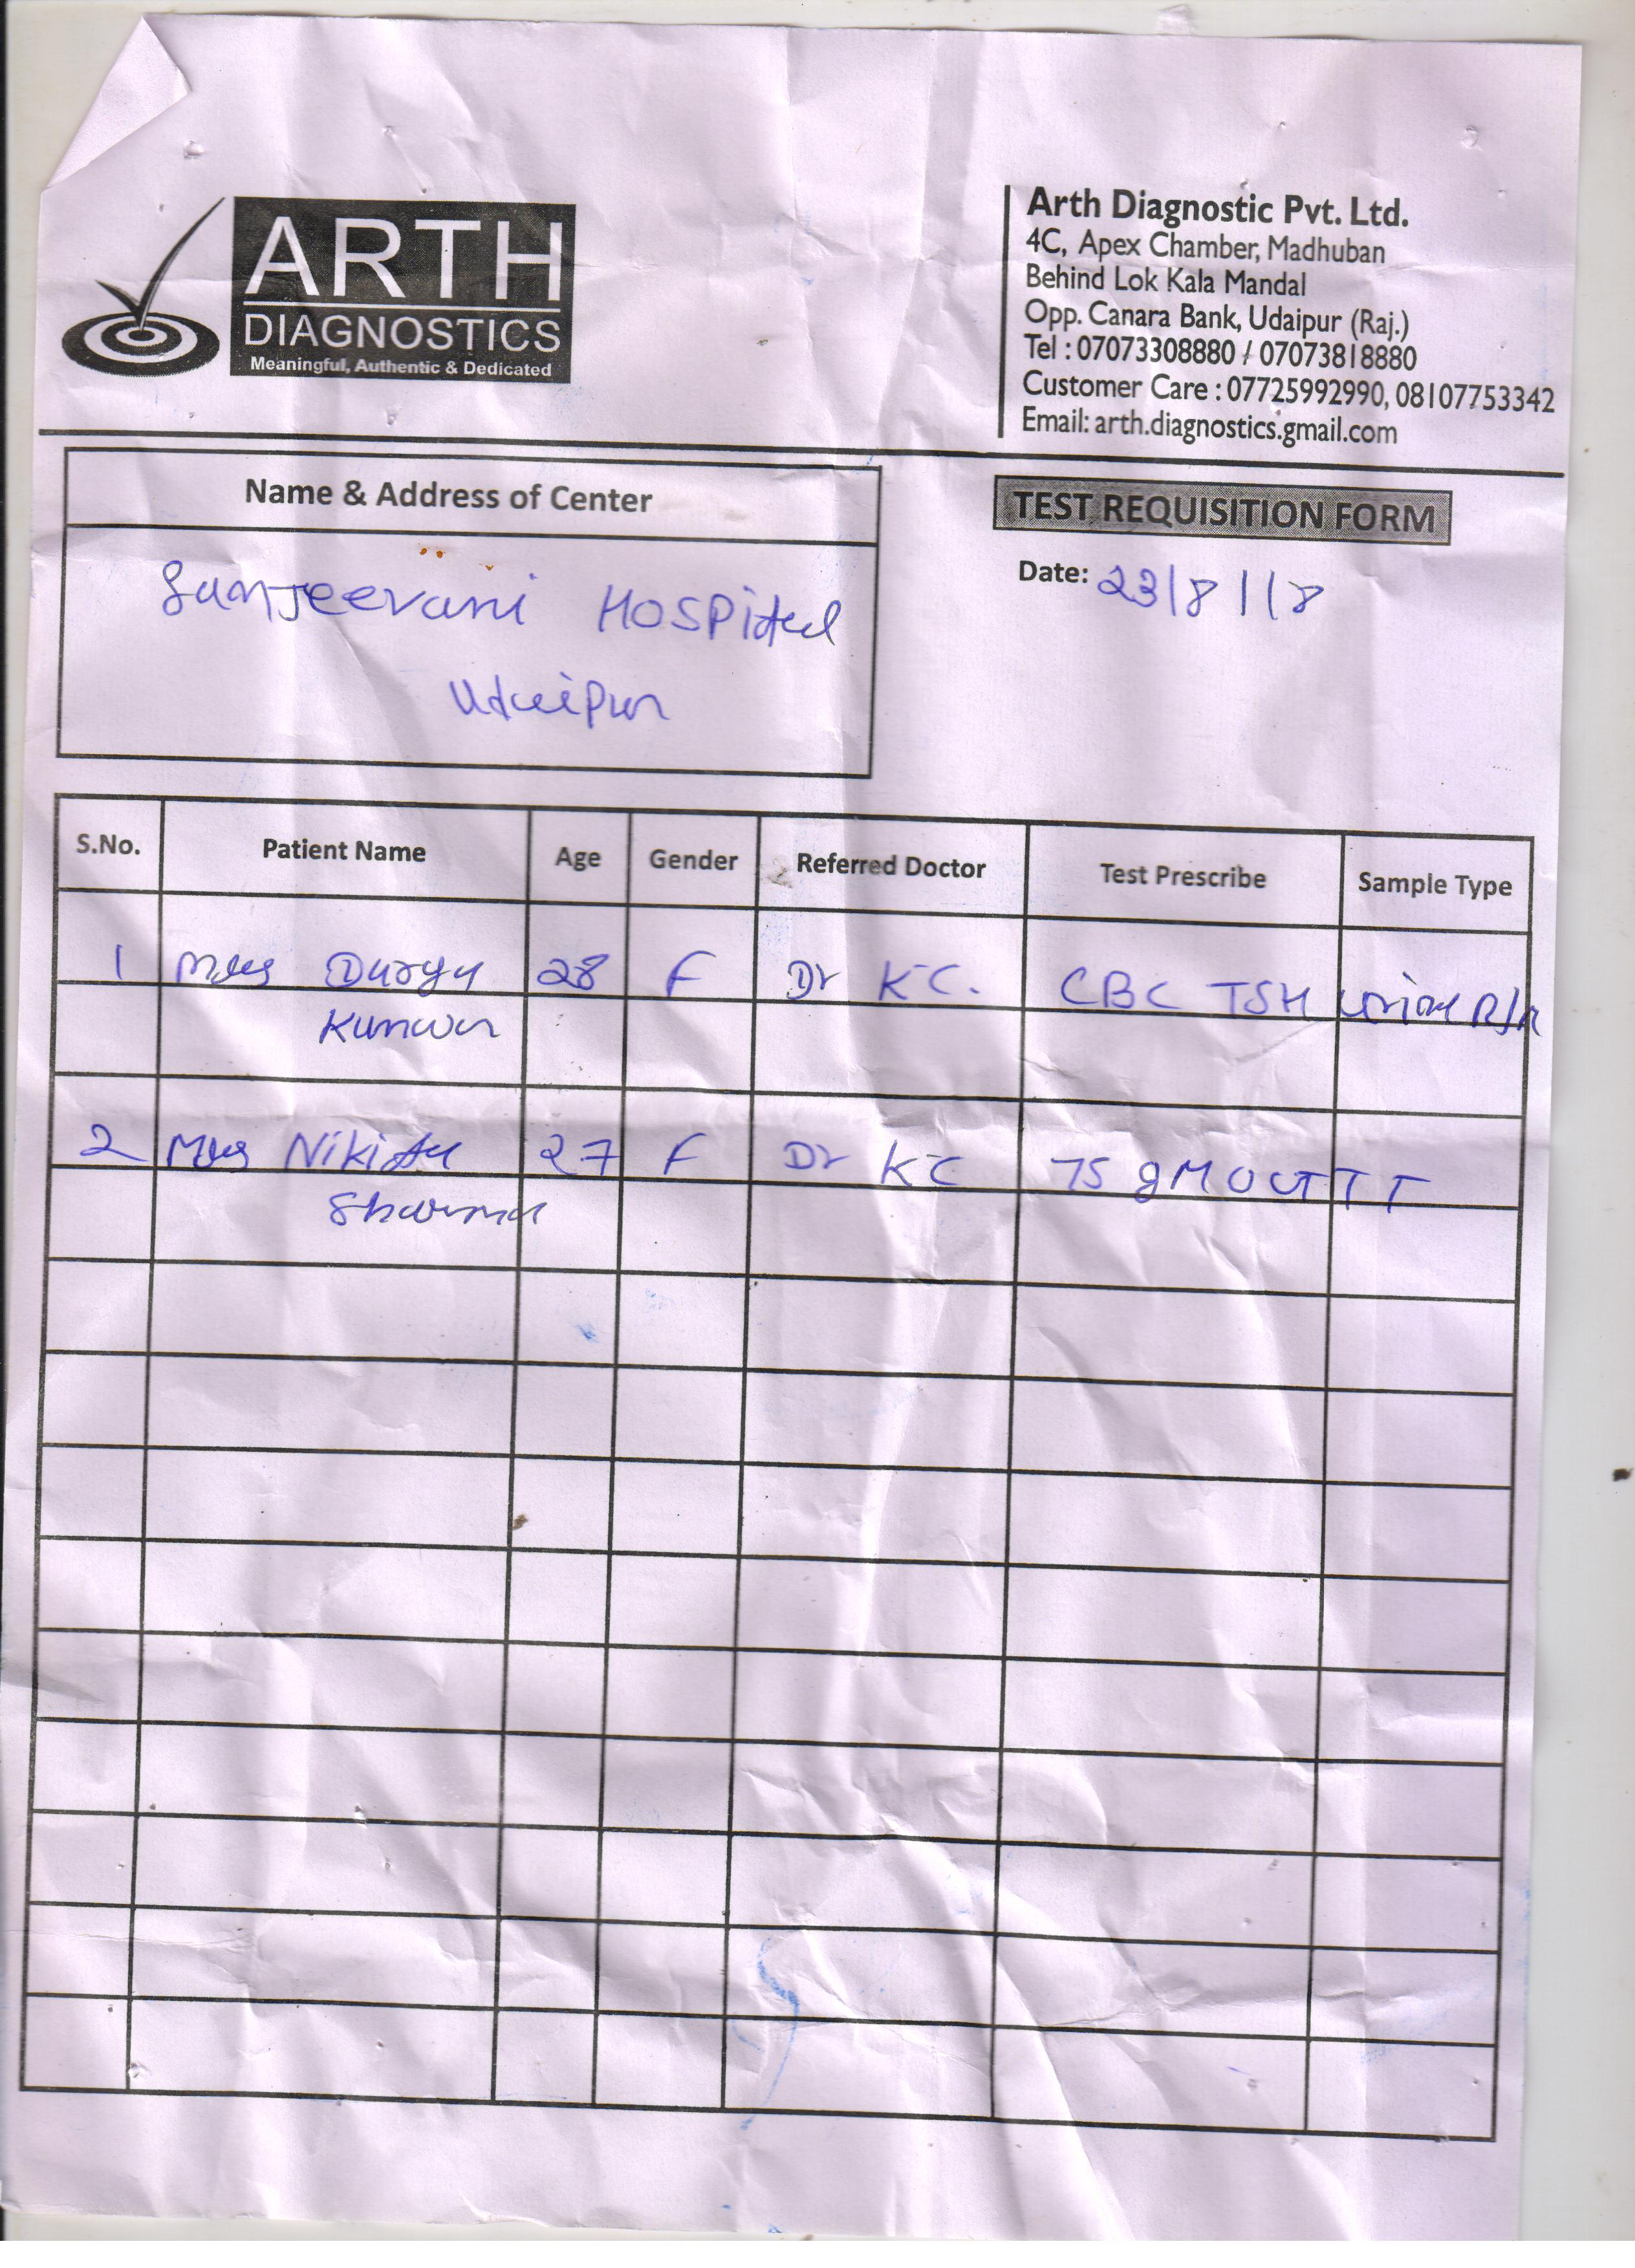 ARTH
DIAGNOSTICS
Meaningful, Authentic & Dedicated
Arth Diagnostic Pvt. Ltd.
4C, Apex Chamber, Madhuban
Behind Lok Kala Mandal
Opp. Canara Bank, Udaipur (Raj.)
Tel : 07073308880 / 07073818880
Customer Care : 07725992990, 08107753342
Email: arth.diagnostics.gmail.com
Name & Address of Center
Sanjeevani Hospital
Udaipur
TEST REQUISITION FORM
Date: 23/8/18
S.No. Patient Name Age Gender Referred Doctor Test Prescribe Sample Type
1 Mrs Durga 28 F Dr KC. CBC TSH
Kunwar
2 Mrs Nikita 27 F Dr KC 75 gM OGTT T
Sharma